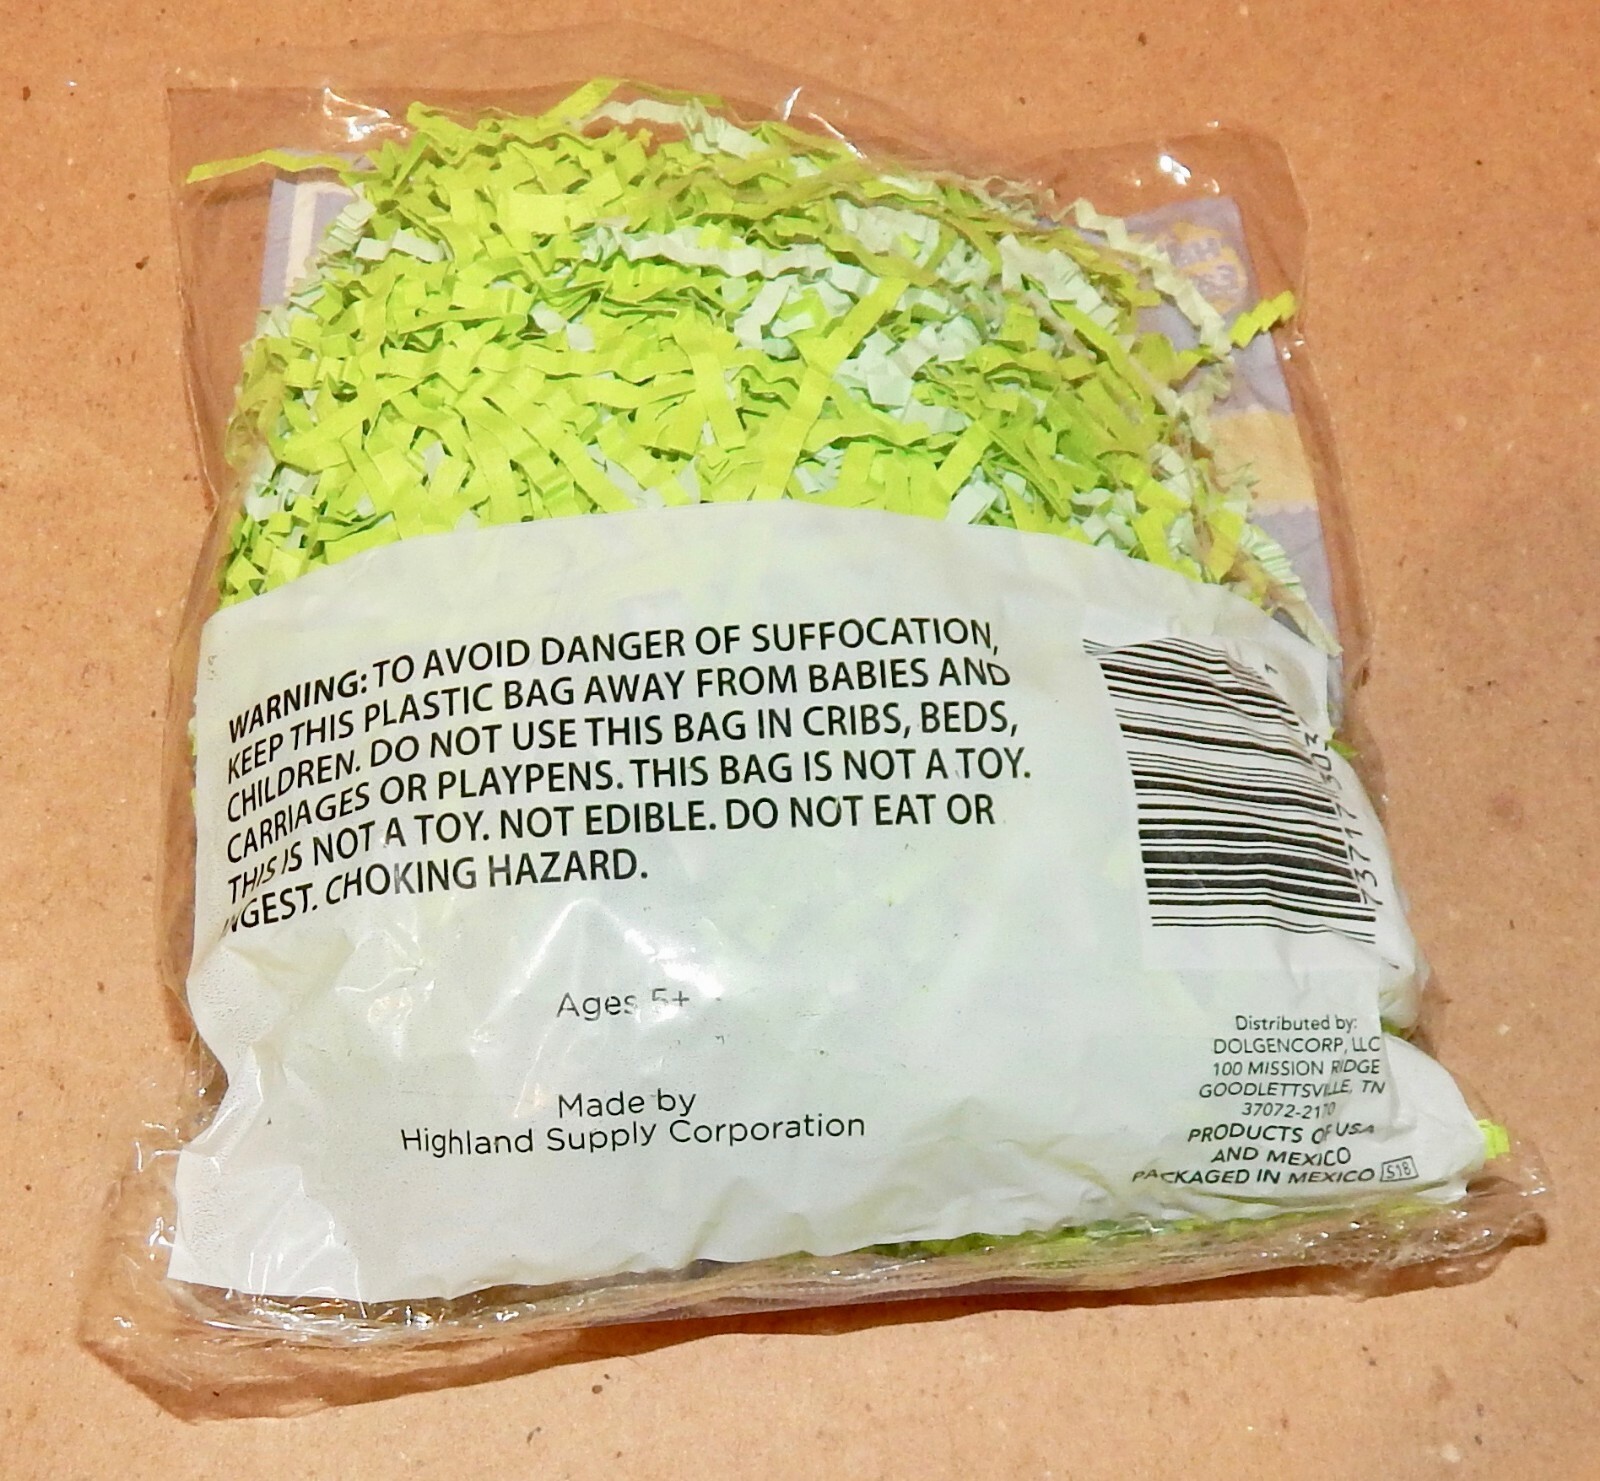 WARNING: TO AVOID DANGER OF SUFFOCATION,
KEEP THIS PLASTIC BAG AWAY FROM BABIES AND
CHILDREN. DO NOT USE THIS BAG IN CRIBS, BEDS,
CARRIAGES OR PLAYPENS. THIS BAG IS NOT A TOY.
THIS IS NOT A TOY. NOT EDIBLE. DO NOT EAT OR
INGEST. CHOKING HAZARD.
Ages 5+
Made by
Highland Supply Corporation
Distributed by:
DOLGENCORP, LLC
100 MISSION RIDGE
GOODLETTSVILLE, TN
37072-2170
PRODUCTS OF USA
AND MEXICO
PACKAGED IN MEXICO S18